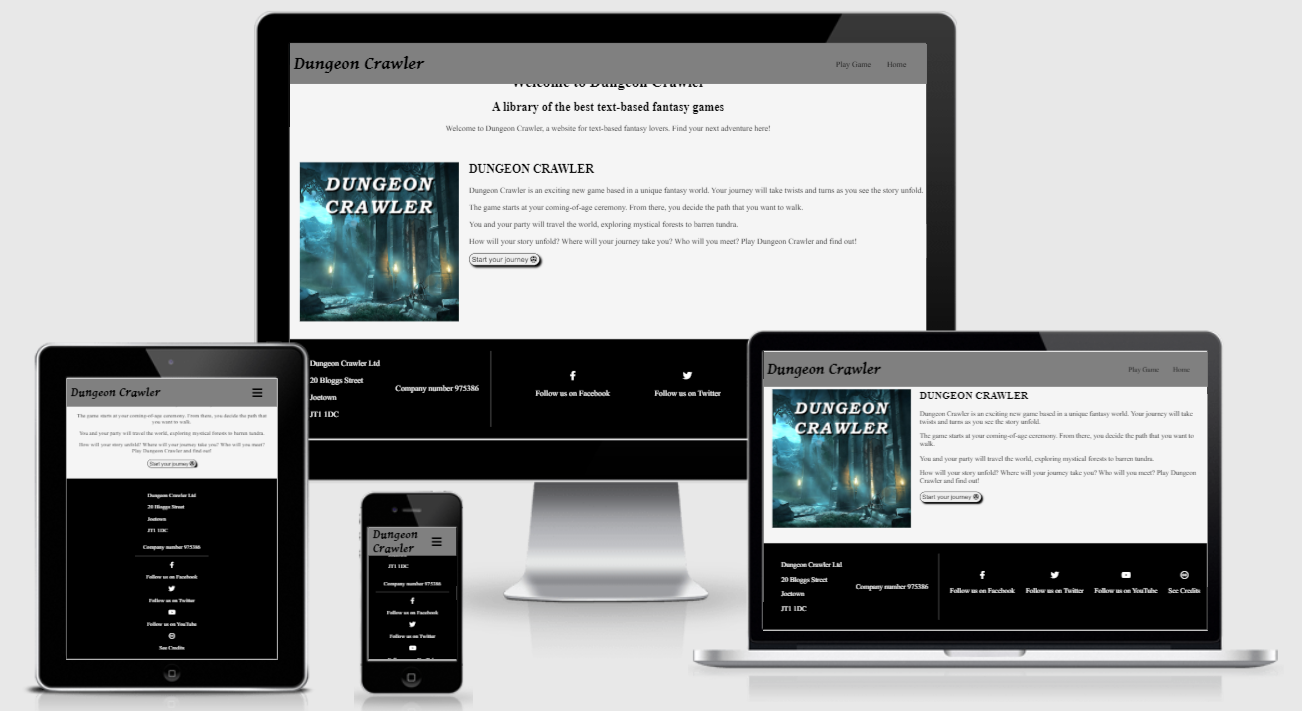 Dungeon Crawler
Play Game Home
Welcome to Dungeon Crawler
A library of the best text-based fantasy games
Welcome to Dungeon Crawler, a website for text-based fantasy lovers. Find your next adventure here!
DUNGEON
CRAWLER
DUNGEON CRAWLER
Dungeon Crawler is an exciting new game based in a unique fantasy world. Your journey will take twists and turns as you see the story unfold.
The game starts at your coming-of-age ceremony. From there, you decide the path that you want to walk.
You and your party will travel the world, exploring mystical forests to barren tundra.
How will your story unfold? Where will your journey take you? Who will you meet? Play Dungeon Crawler and find out!
Start your journey
Dungeon Crawler Ltd
20 Bloggs Street
Joetown
JT1 1DC
Company number 975386
Follow us on Facebook
Follow us on Twitter
Dungeon Crawler
The game starts at your coming-of-age ceremony. From there, you decide the path that
you want to walk.
You and your party will travel the world, exploring mystical forests to barren tundra.
How will your story unfold? Where will your journey take you? Who will you meet?
Play Dungeon Crawler and find out!
Start your journey
Dungeon Crawler Ltd
20 Bloggs Street
Joetown
JT1 1DC
Company number 975386
Follow us on Facebook
Follow us on Twitter
Follow us on YouTube
See Credits
Dungeon
Crawler
JT1 1DC
Company number 975386
Follow us on Facebook
Follow us on Twitter
Dungeon Crawler
Play Game Home
DUNGEON
CRAWLER
DUNGEON CRAWLER
Dungeon Crawler is an exciting new game based in a unique fantasy world. Your journey will take
twists and turns as you see the story unfold.
The game starts at your coming-of-age ceremony. From there, you decide the path that you want to
walk.
You and your party will travel the world, exploring mystical forests to barren tundra.
How will your story unfold? Where will your journey take you? Who will you meet? Play Dungeon
Crawler and find out!
Start your journey
Dungeon Crawler Ltd
20 Bloggs Street
Joetown
JT1 1DC
Company number 975386
Follow us on Facebook
Follow us on Twitter
Follow us on YouTube
See Credits